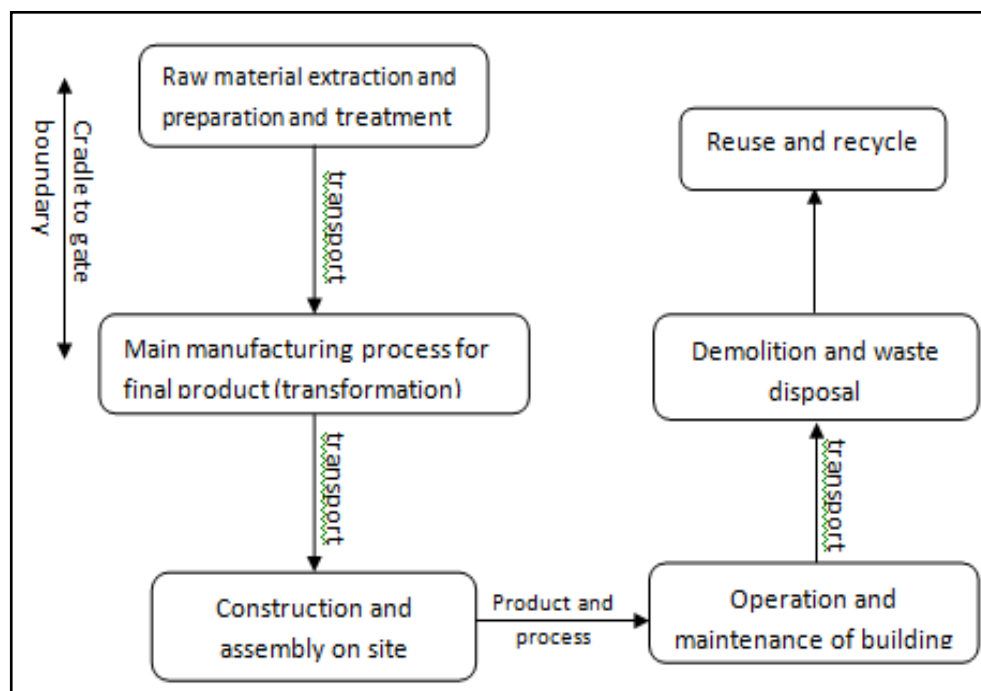 Raw material extraction and
preparation and treatment
Cradle to gate
boundary
transport
Main manufacturing process for
final product (transformation)
transport
Construction and
assembly on site
Product and
process
Operation and
maintenance of building
transport
Demolition and waste
disposal
Reuse and recycle